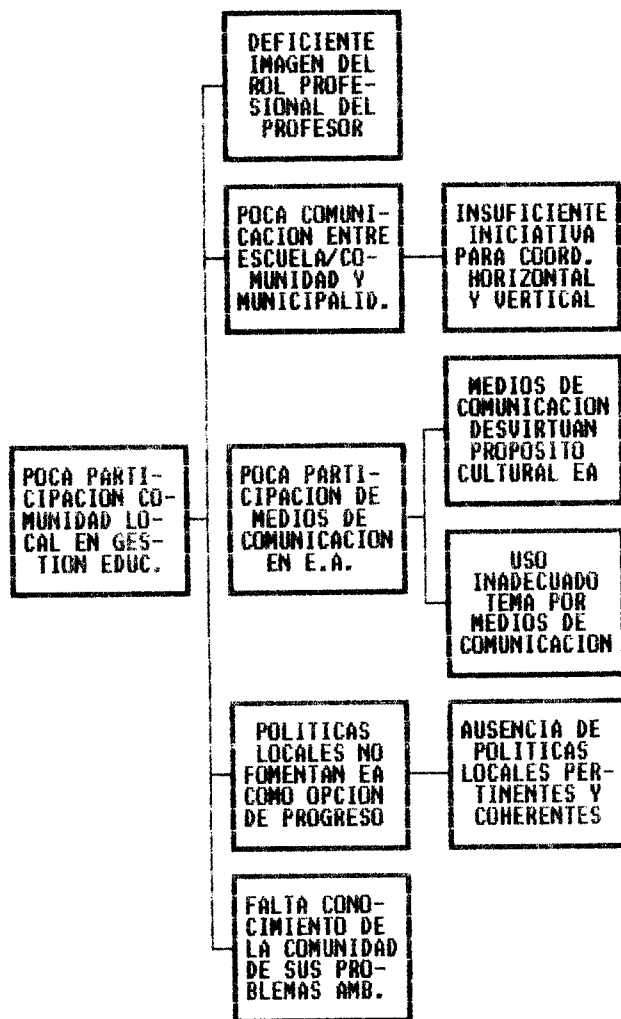 DEFICIENTE
IMAGEN DEL
ROL PROFE-
SIONAL DEL
PROFESOR
POCA COMUNI-
CACION ENTRE
ESCUELA/CO-
MUNIDAD Y
MUNICIPALID.
INSUFICIENTE
INICIATIVA
PARA COORD.
HORIZONTAL
Y VERTICAL
MEDIOS DE
COMUNICACION
DESVIRTUAN
PROPOSITO
CULTURAL EA
POCA PARTI-
CIPACION CO-
MUNIDAD LO-
CAL EN GES-
TION EDUC.
POCA PARTI-
CIPACION DE
MEDIOS DE
COMUNICACION
EN E.A.
USO
INADECUADO
TEMA POR
MEDIOS DE
COMUNICACION
POLITICAS
LOCALES NO
FOMENTAN EA
COMO OPCION
DE PROGRESO
AUSENCIA DE
POLITICAS
LOCALES PER-
TINENTES Y
COHERENTES
FALTA CONO-
CIMIENTO DE
LA COMUNIDAD
DE SUS PRO-
BLEMAS AMB.